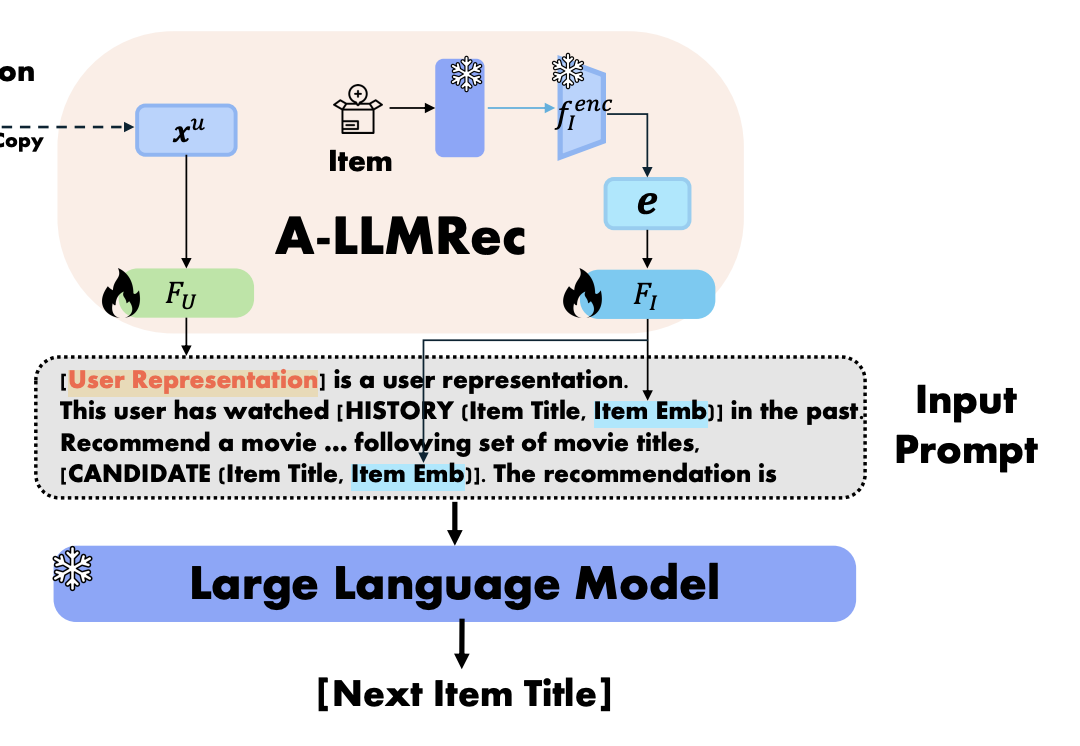 on
Copy
x^u
Item
f_I^{enc}
e
A-LLMRec
F_U
F_I
[User Representation] is a user representation.
This user has watched [HISTORY (Item Title, Item Emb)] in the past.
Recommend a movie ... following set of movie titles,
[CANDIDATE (Item Title, Item Emb)]. The recommendation is
Input
Prompt
Large Language Model
[Next Item Title]